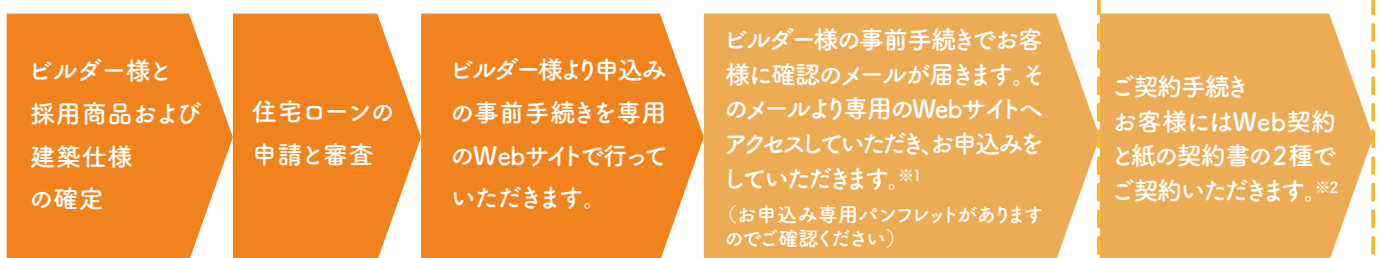 ビルダー様と
採用商品および
建築仕様
の確定
住宅ローンの
申請と審査
ビルダー様より申込み
の事前手続きを専用
のWebサイトで行って
いただきます。
ビルダー様の事前手続きでお客
様に確認のメールが届きます。そ
のメールより専用のWebサイトへ
アクセスしていただき、お申込みを
していただきます。※1
（お申込み専用パンフレットがあります
のでご確認ください）
ご契約手続き
お客様にはWeb契約
と紙の契約書の2種で
ご契約いただきます。※2